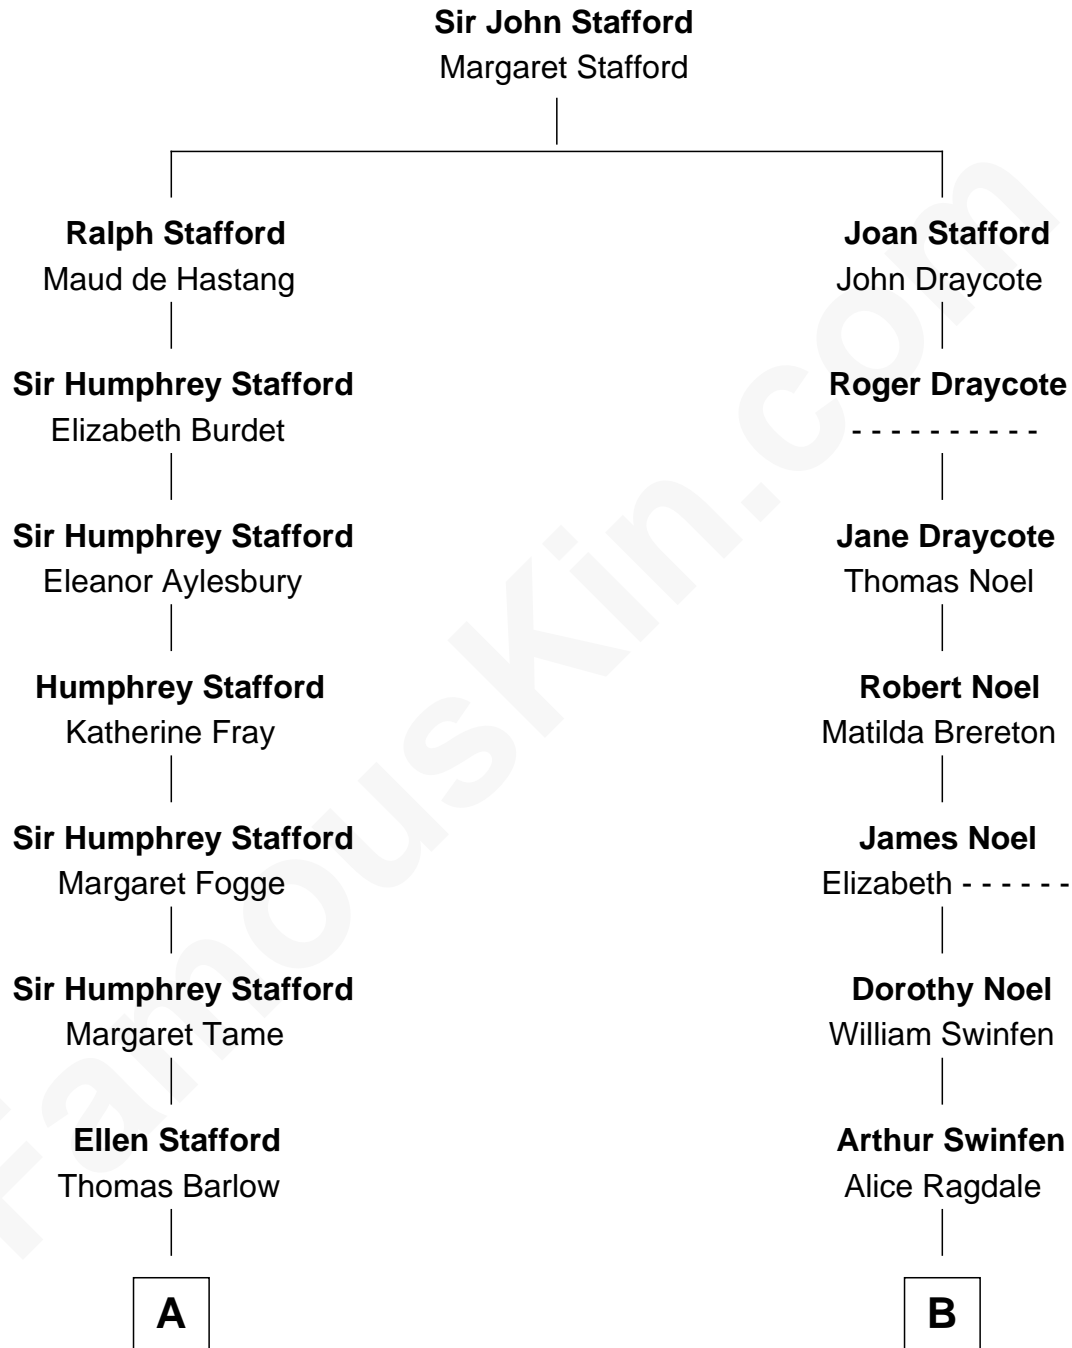 Sir John Stafford
Margaret Stafford
Ralph Stafford
Maud de Hastang
Sir Humphrey Stafford
Elizabeth Burdet
Sir Humphrey Stafford
Eleanor Aylesbury
Humphrey Stafford
Katherine Fray
Sir Humphrey Stafford
Margaret Fogge
Sir Humphrey Stafford
Margaret Tame
Ellen Stafford
Thomas Barlow
A
Joan Stafford
John Draycote
Roger Draycote
- - - - - - - - - -
Jane Draycote
Thomas Noel
Robert Noel
Matilda Brereton
James Noel
Elizabeth - - - - - -
Dorothy Noel
William Swinfen
Arthur Swinfen
Alice Ragdale
B
FamousKin.com